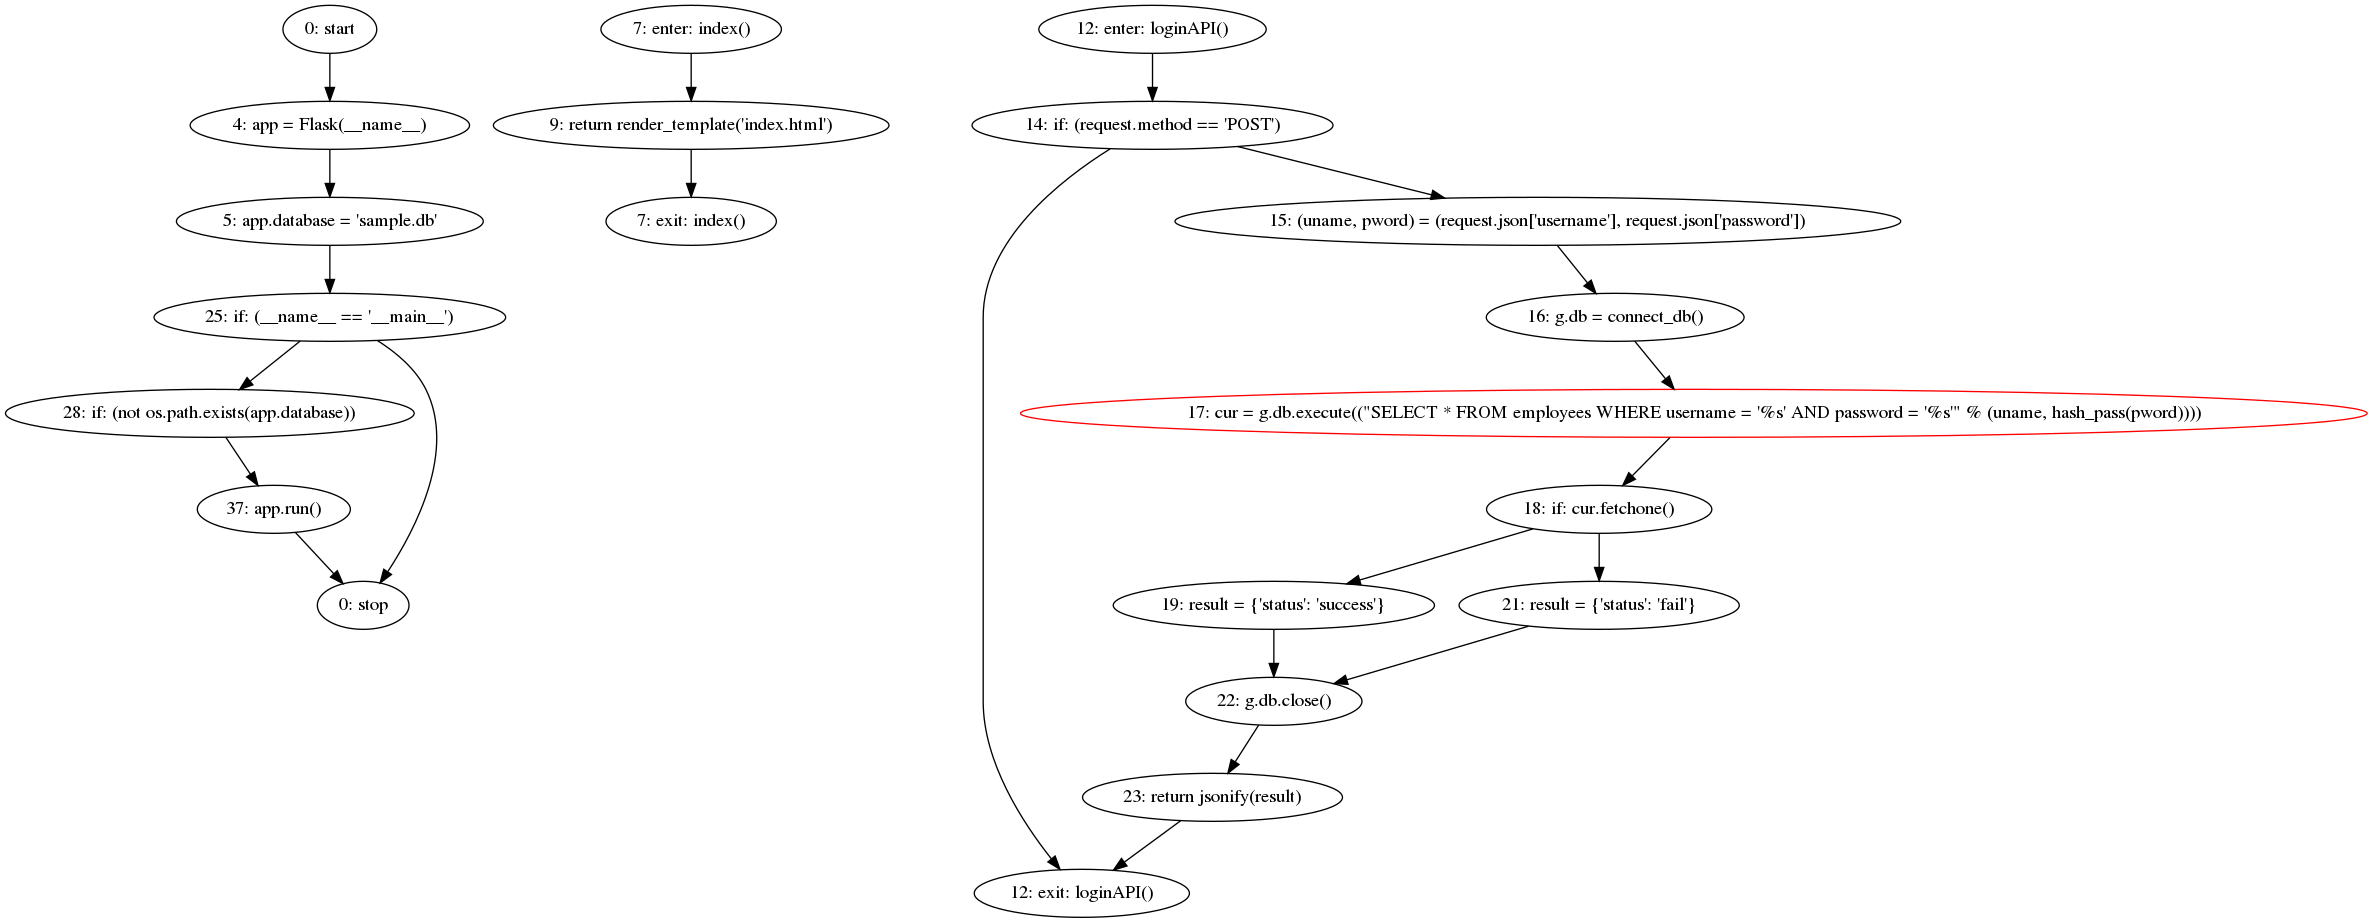 0: start
4: app = Flask(__name__)
5: app.database = 'sample.db'
25: if: (__name__ == '__main__')
28: if: (not os.path.exists(app.database))
37: app.run()
0: stop
7: enter: index()
9: return render_template('index.html')
7: exit: index()
12: enter: loginAPI()
14: if: (request.method == 'POST')
15: (uname, pword) = (request.json['username'], request.json['password'])
16: g.db = connect_db()
17: cur = g.db.execute(("SELECT * FROM employees WHERE username = '%s' AND password = '%s'" % (uname, hash_pass(pword))))
18: if: cur.fetchone()
19: result = {'status': 'success'}
21: result = {'status': 'fail'}
22: g.db.close()
23: return jsonify(result)
12: exit: loginAPI()